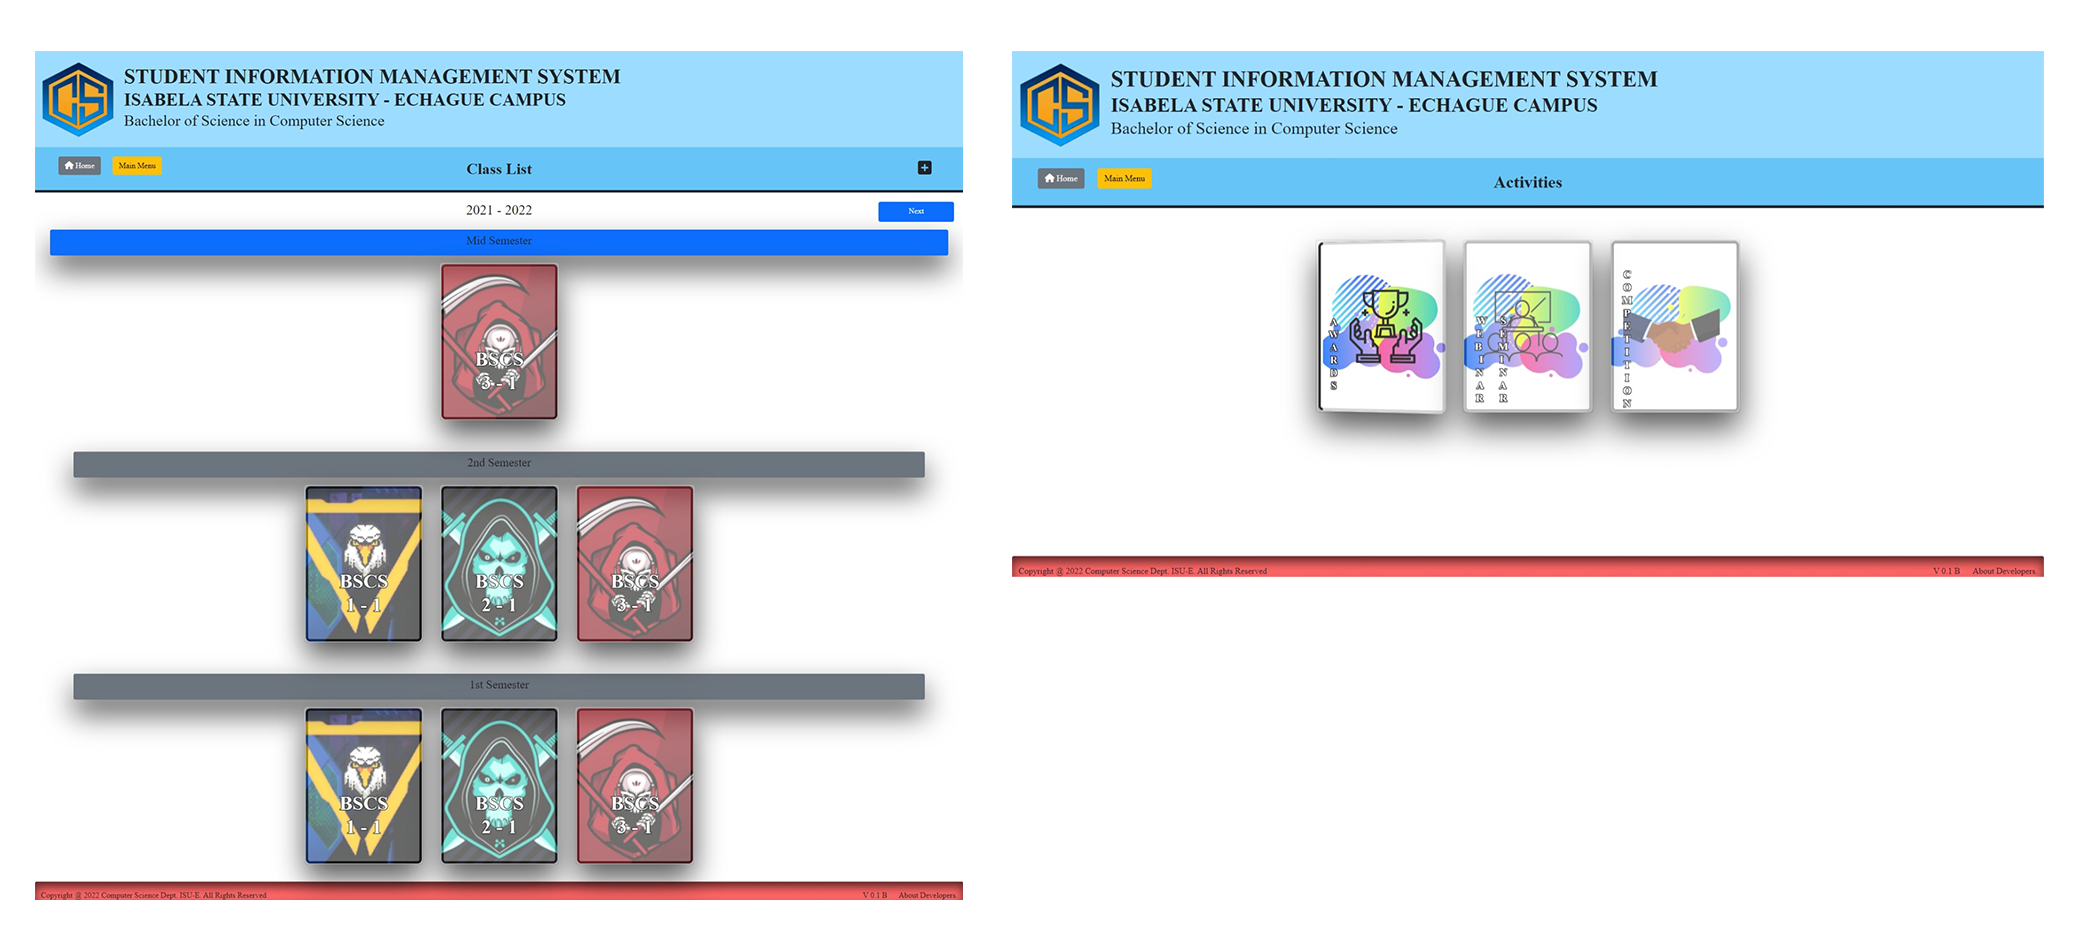 STUDENT INFORMATION MANAGEMENT SYSTEM
ISABELA STATE UNIVERSITY - ECHAGUE CAMPUS
Bachelor of Science in Computer Science
Home
Main Menu
Class List
2021 - 2022
Next
Mid Semester
BSCS
3 - 1
2nd Semester
BSCS
1 - 1
BSCS
2 - 1
BSCS
3 - 1
1st Semester
BSCS
1 - 1
BSCS
2 - 1
BSCS
3 - 1
Copyright @ 2022 Computer Science Dept. ISU-E. All Rights Reserved
V 0.1 B
About Developers
STUDENT INFORMATION MANAGEMENT SYSTEM
ISABELA STATE UNIVERSITY - ECHAGUE CAMPUS
Bachelor of Science in Computer Science
Home
Main Menu
Activities
AWARDS
WEBINAR
SEMINAR
COMPETITION
Copyright @ 2022 Computer Science Dept. ISU-E. All Rights Reserved
V 0.1 B
About Developers